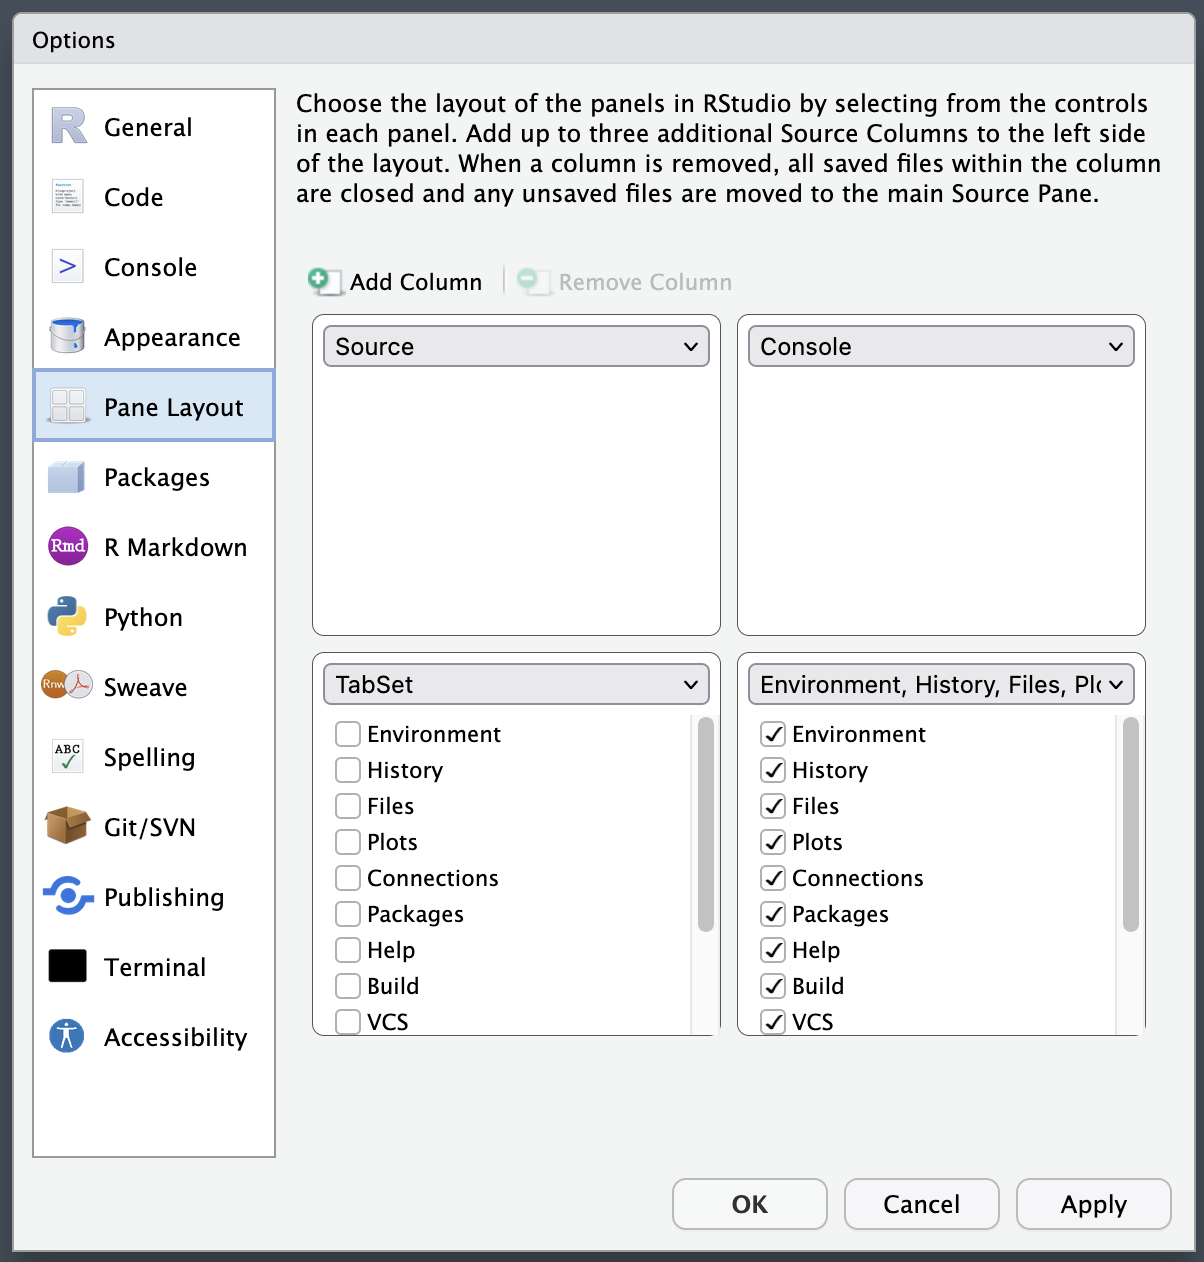 Options
General
Code
Console
Appearance
Pane Layout
Packages
Rmd R Markdown
Python
Rnw Sweave
ABC Spelling
Git/SVN
Publishing
Terminal
Accessibility
Choose the layout of the panels in RStudio by selecting from the controls
in each panel. Add up to three additional Source Columns to the left side
of the layout. When a column is removed, all saved files within the column
are closed and any unsaved files are moved to the main Source Pane.
Add Column Remove Column
Source
Console
TabSet
Environment
History
Files
Plots
Connections
Packages
Help
Build
VCS
Environment, History, Files, Plo
Environment
History
Files
Plots
Connections
Packages
Help
Build
VCS
OK Cancel Apply